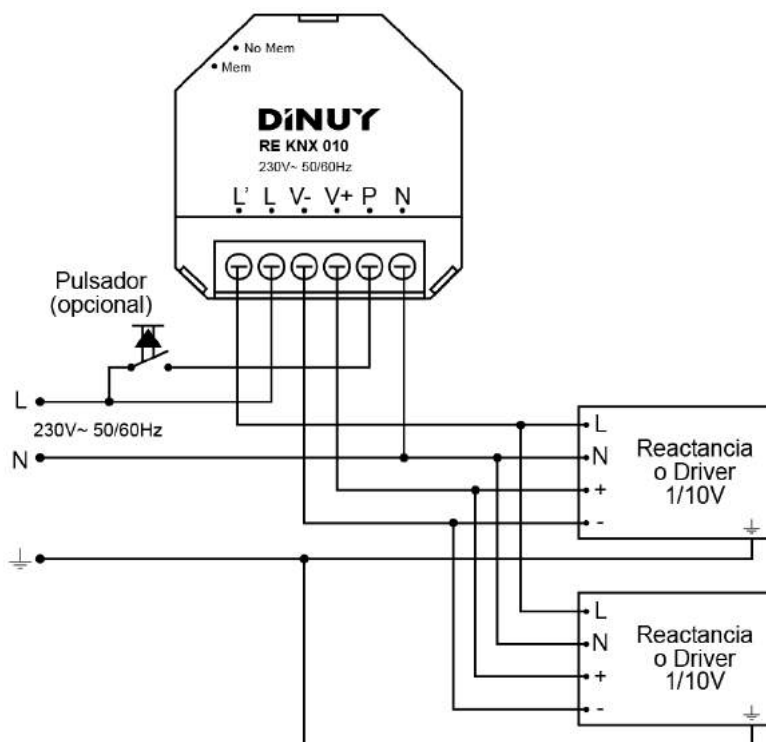 No Mem
Mem
DiNUY
RE KNX 010
230V~ 50/60Hz
L' L V- V+ P N
Pulsador
(opcional)
L
230V~ 50/60Hz
N
L
N
+
-
Reactancia
o Driver
1/10V
L
N
+
-
Reactancia
o Driver
1/10V